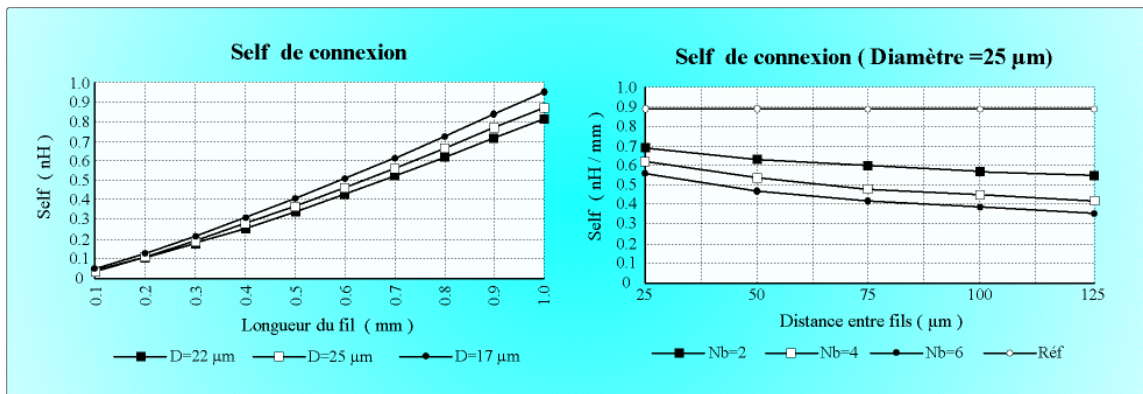 Self de connexion
Self ( nH )
1.0
0.9
0.8
0.7
0.6
0.5
0.4
0.3
0.2
0.1
0
0.1 0.2 0.3 0.4 0.5 0.6 0.7 0.8 0.9 1.0
Longueur du fil ( mm )
D=22 µm D=25 µm D=17 µm
Self de connexion ( Diamètre =25 µm)
Self ( nH / mm )
1.0
0.9
0.8
0.7
0.6
0.5
0.4
0.3
0.2
0.1
0
25 50 75 100 125
Distance entre fils ( µm )
Nb=2 Nb=4 Nb=6 Réf